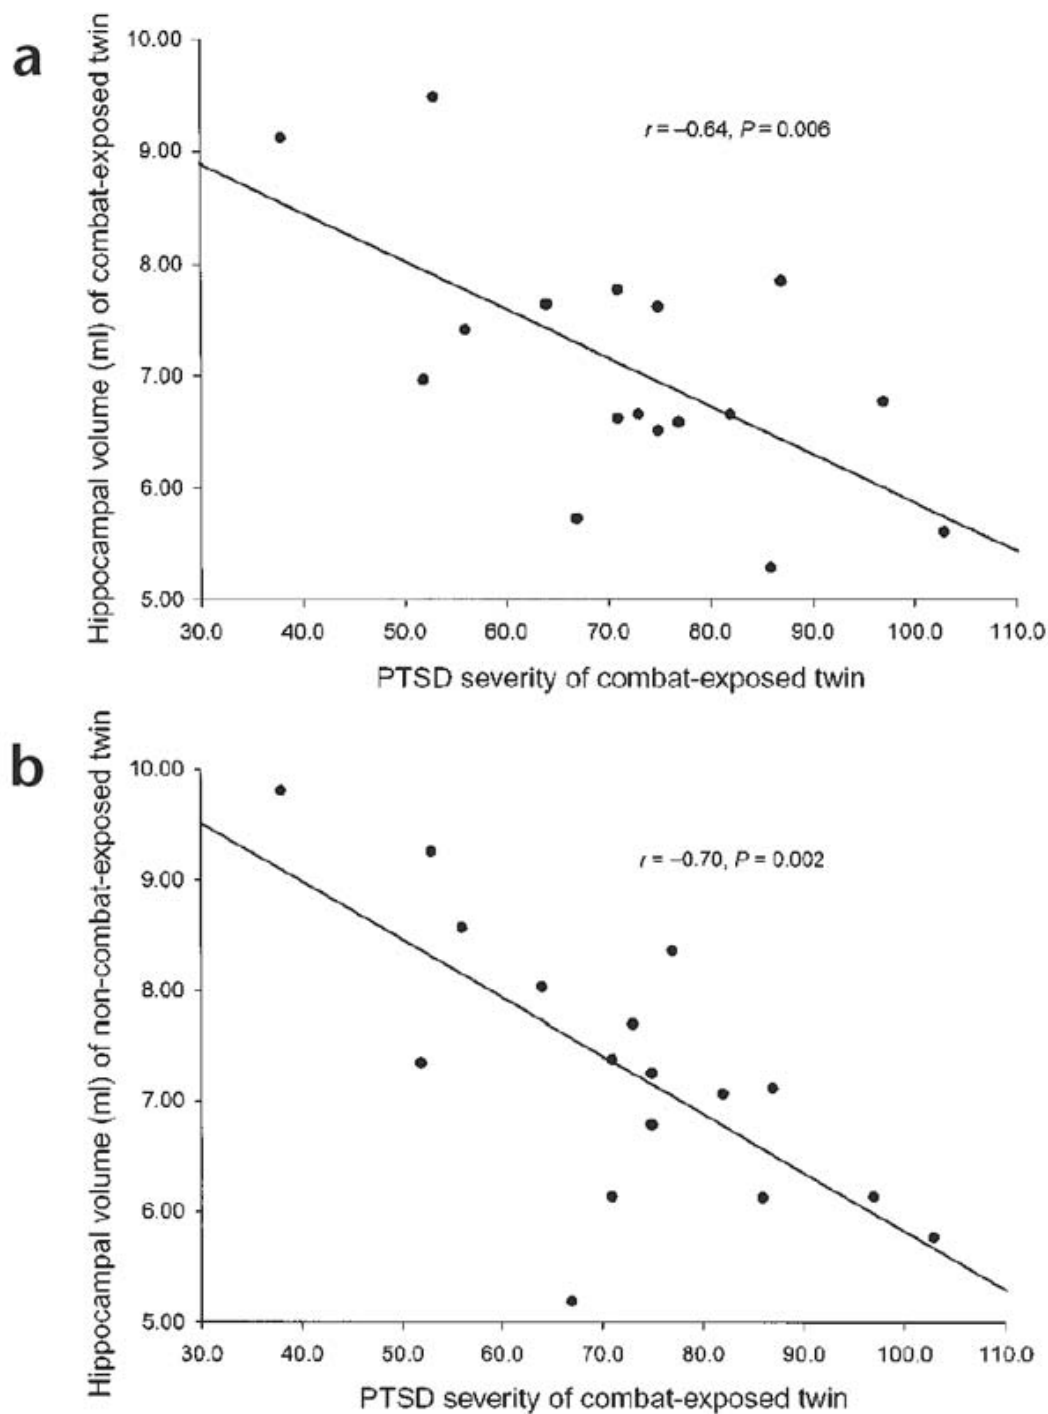 a
Hippocampal volume (ml) of combat-exposed twin
10.00
9.00
8.00
7.00
6.00
5.00
r = –0.64, P = 0.006
30.0 40.0 50.0 60.0 70.0 80.0 90.0 100.0 110.0
PTSD severity of combat-exposed twin
b
Hippocampal volume (ml) of non-combat-exposed twin
10.00
9.00
8.00
7.00
6.00
5.00
r = –0.70, P = 0.002
30.0 40.0 50.0 60.0 70.0 80.0 90.0 100.0 110.0
PTSD severity of combat-exposed twin